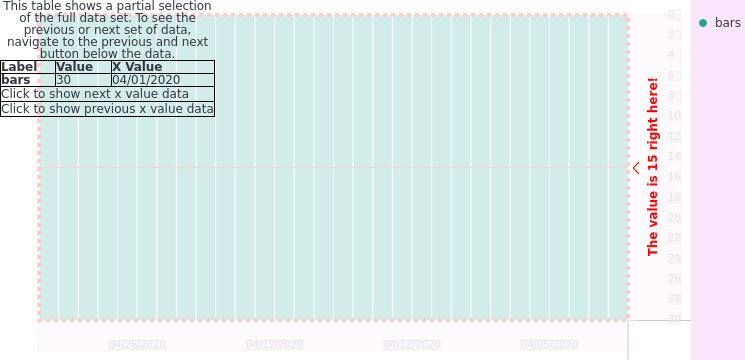 This table shows a partial selection
of the full data set. To see the
previous or next set of data,
navigate to the previous and next
button below the data.
Label Value X Value
bars 30 04/01/2020
Click to show next x value data
Click to show previous x value data
The value is 15 right here!
0
2
4
6
8
10
12
14
16
18
20
22
24
26
28
30
04/26/2020 04/19/2020 04/12/2020 04/05/2020
bars